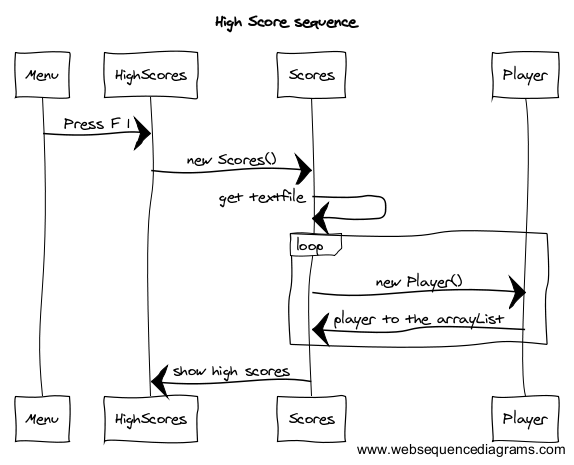 High Score sequence
Menu HighScores Scores Player
Press F1
new Scores()
get textfile
loop
new Player()
player to the arrayList
show high scores
Menu HighScores Scores Player
www.websequencediagrams.com